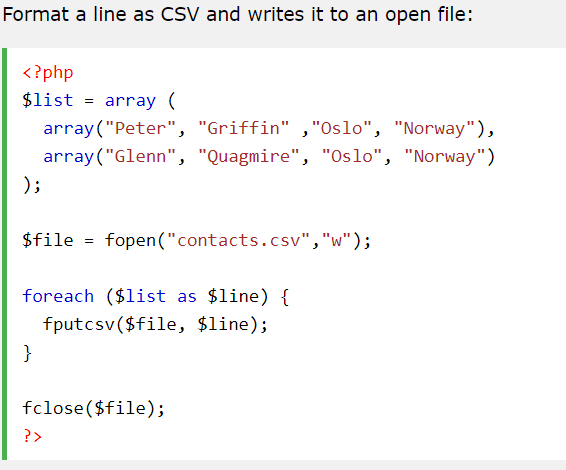 Format a line as CSV and writes it to an open file:
<?php
$list = array (
  array("Peter", "Griffin" ,"Oslo", "Norway"),
  array("Glenn", "Quagmire", "Oslo", "Norway")
);

$file = fopen("contacts.csv","w");

foreach ($list as $line) {
  fputcsv($file, $line);
}

fclose($file);
?>